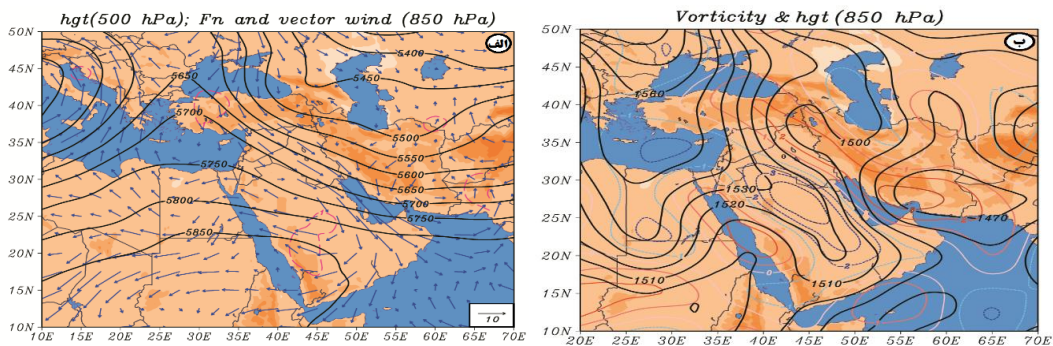 hgt(500 hPa); Fn and vector wind (850 hPa)
الف
50N
45N
40N
35N
30N
25N
20N
15N
10N
10E 15E 20E 25E 30E 35E 40E 45E 50E 55E 60E 65E 70E
5400
5450
5650
5700
5500
5550
5600
5650
5700
5750
5750
5800
5850
10
Vorticity & hgt (850 hPa)
ب
50N
45N
40N
35N
30N
25N
20N
15N
10N
20E 25E 30E 35E 40E 45E 50E 55E 60E 65E 70E
1560
1500
1530
1520
1470
1510
1510